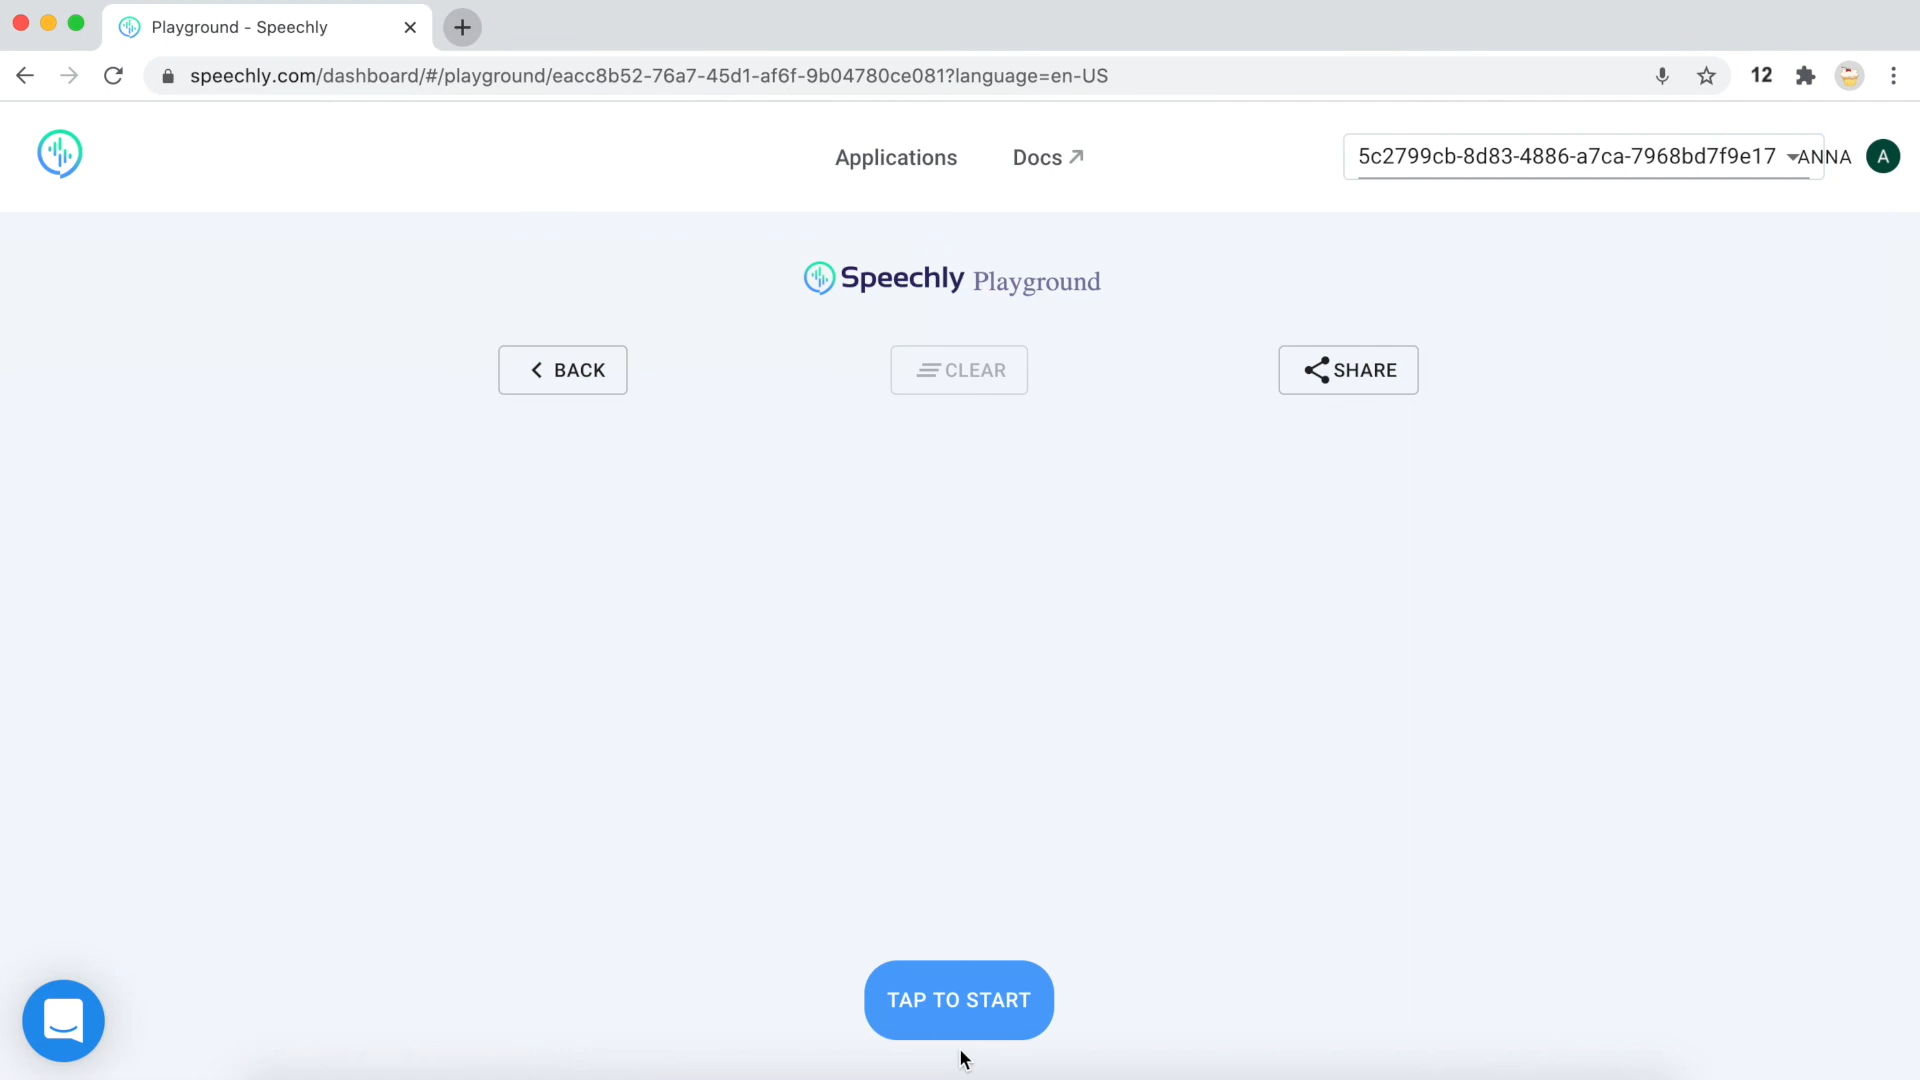 Playground - Speechly
speechly.com/dashboard/#/playground/eacc8b52-76a7-45d1-af6f-9b04780ce081?language=en-US
12
Applications
Docs
5c2799cb-8d83-4886-a7ca-7968bd7f9e17
ANNA
A
Speechly Playground
BACK
CLEAR
SHARE
TAP TO START